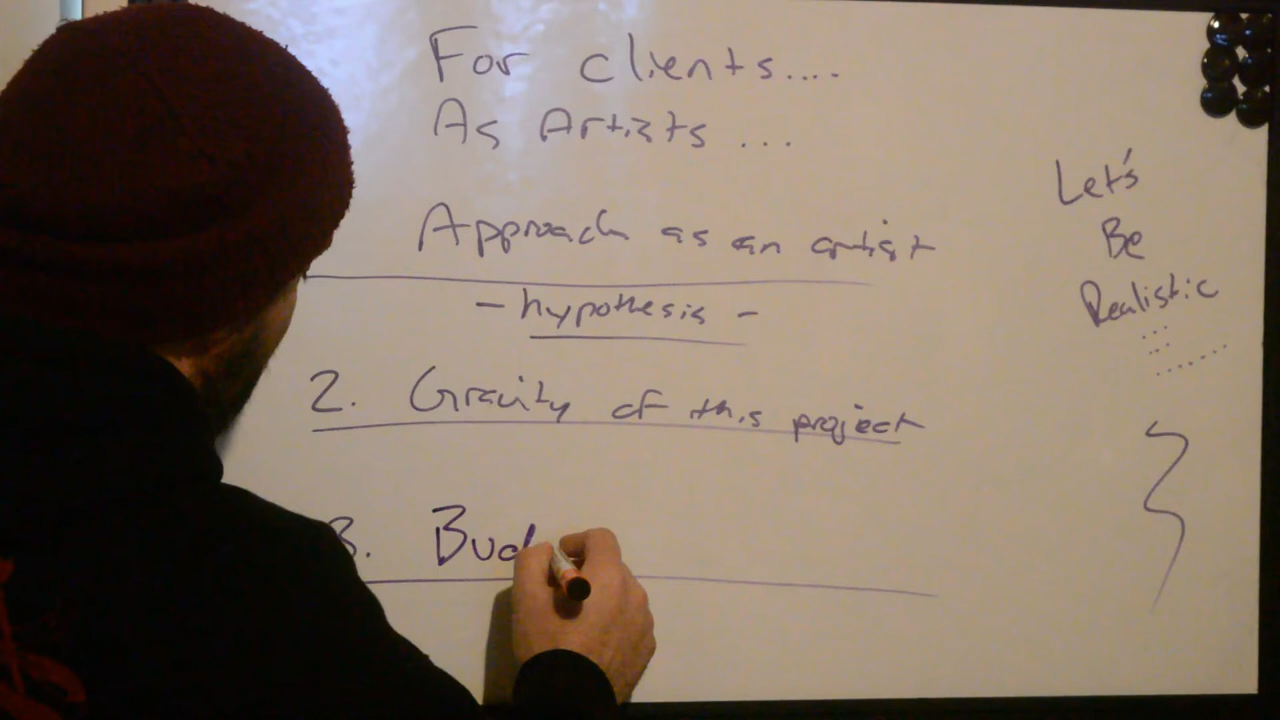 For clients....
As Artists ...
Approach as an artist
- hypothesis -
2. Gravity of this project
3. Bud
Let's
Be
Realistic